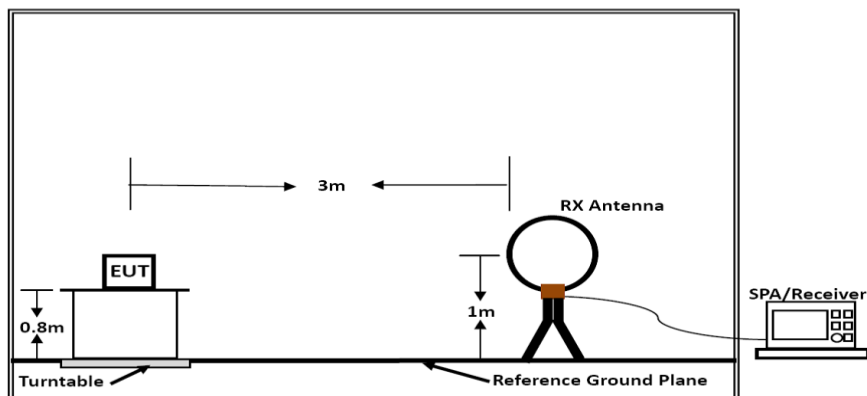 3m
RX Antenna
EUT
SPA/Receiver
0.8m
1m
Turntable
Reference Ground Plane